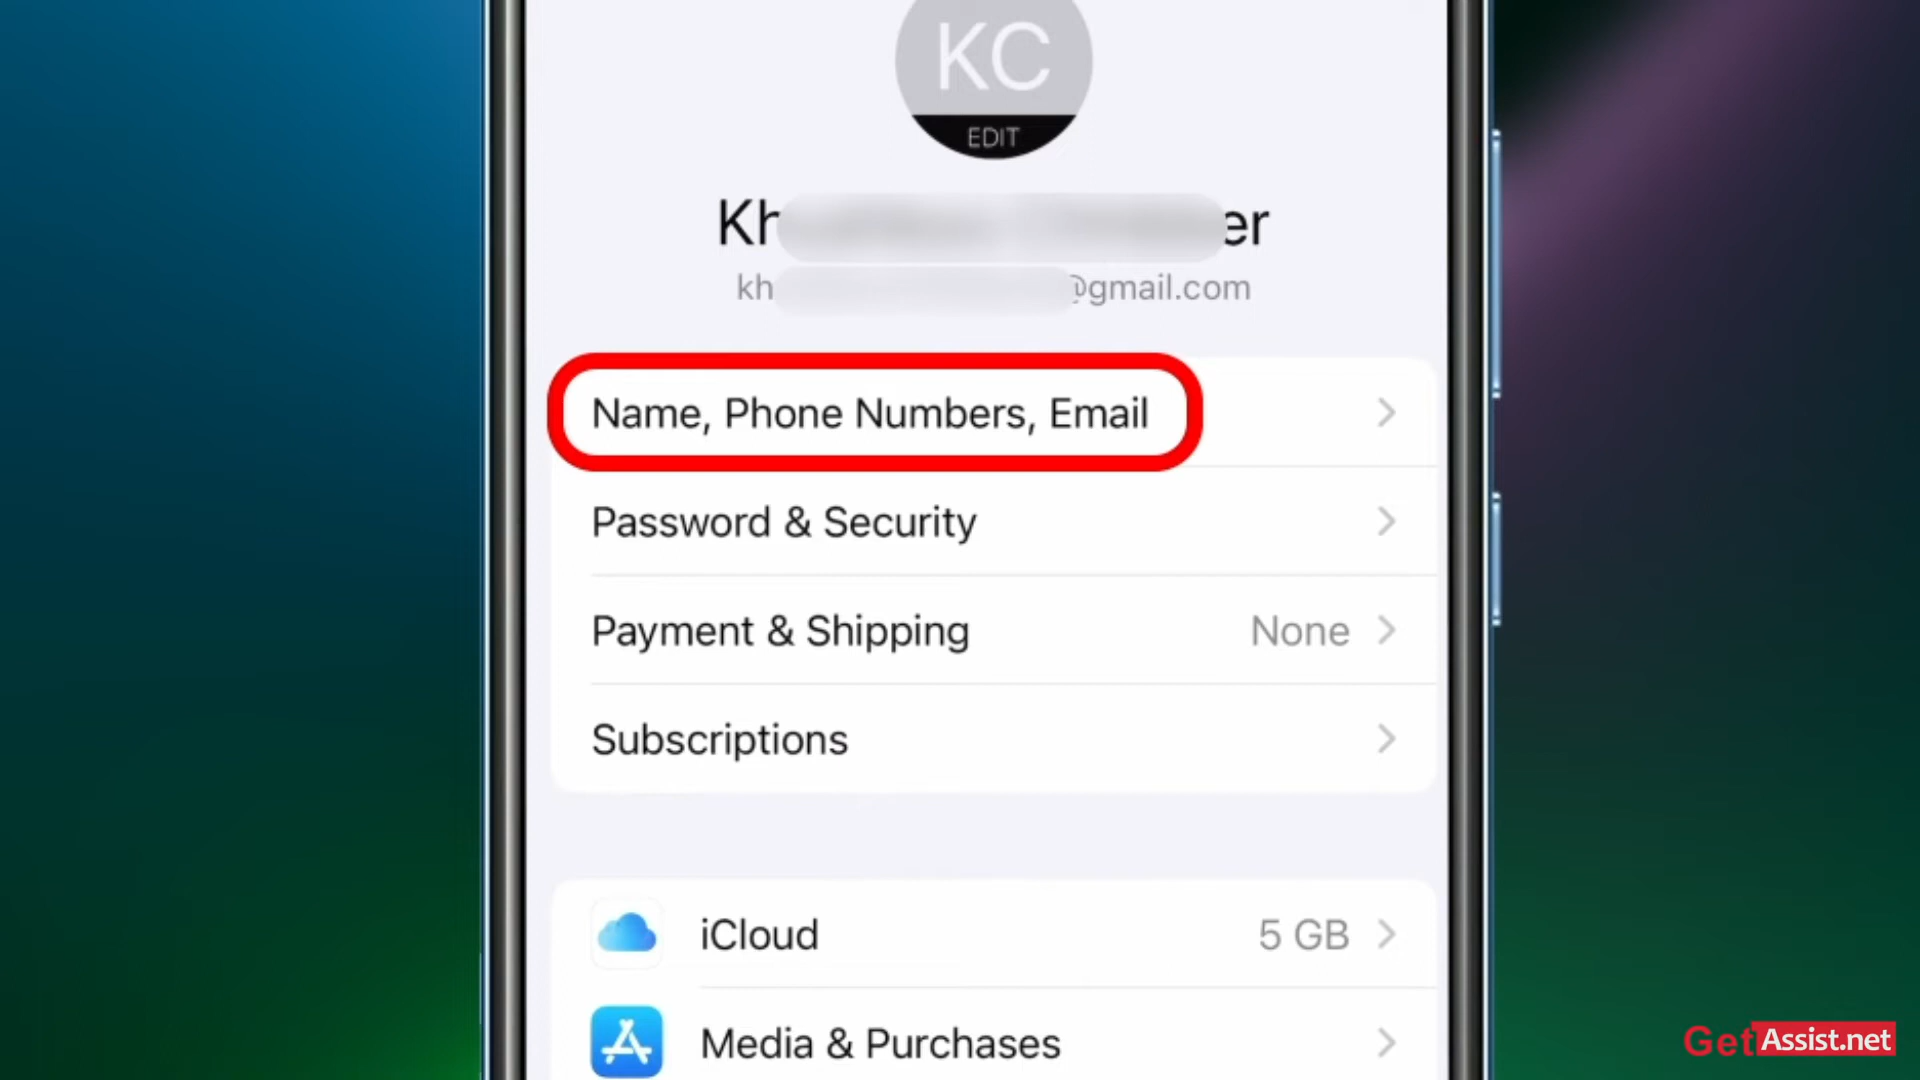 KC
EDIT
Kh er
kh @gmail.com
Name, Phone Numbers, Email
Password & Security
Payment & Shipping None
Subscriptions
iCloud 5 GB
Media & Purchases
GetAssist.net